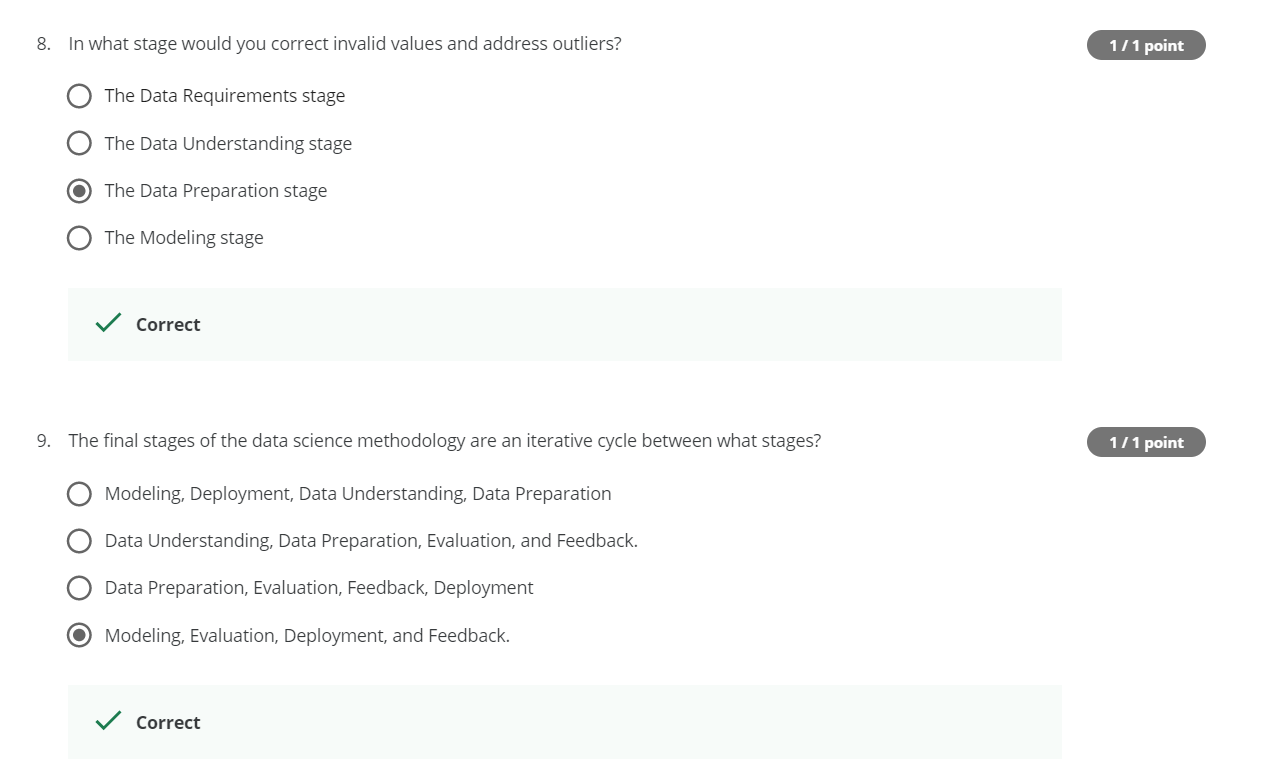 8. In what stage would you correct invalid values and address outliers?
1 / 1 point
The Data Requirements stage
The Data Understanding stage
The Data Preparation stage
The Modeling stage
Correct
9. The final stages of the data science methodology are an iterative cycle between what stages?
1 / 1 point
Modeling, Deployment, Data Understanding, Data Preparation
Data Understanding, Data Preparation, Evaluation, and Feedback.
Data Preparation, Evaluation, Feedback, Deployment
Modeling, Evaluation, Deployment, and Feedback.
Correct